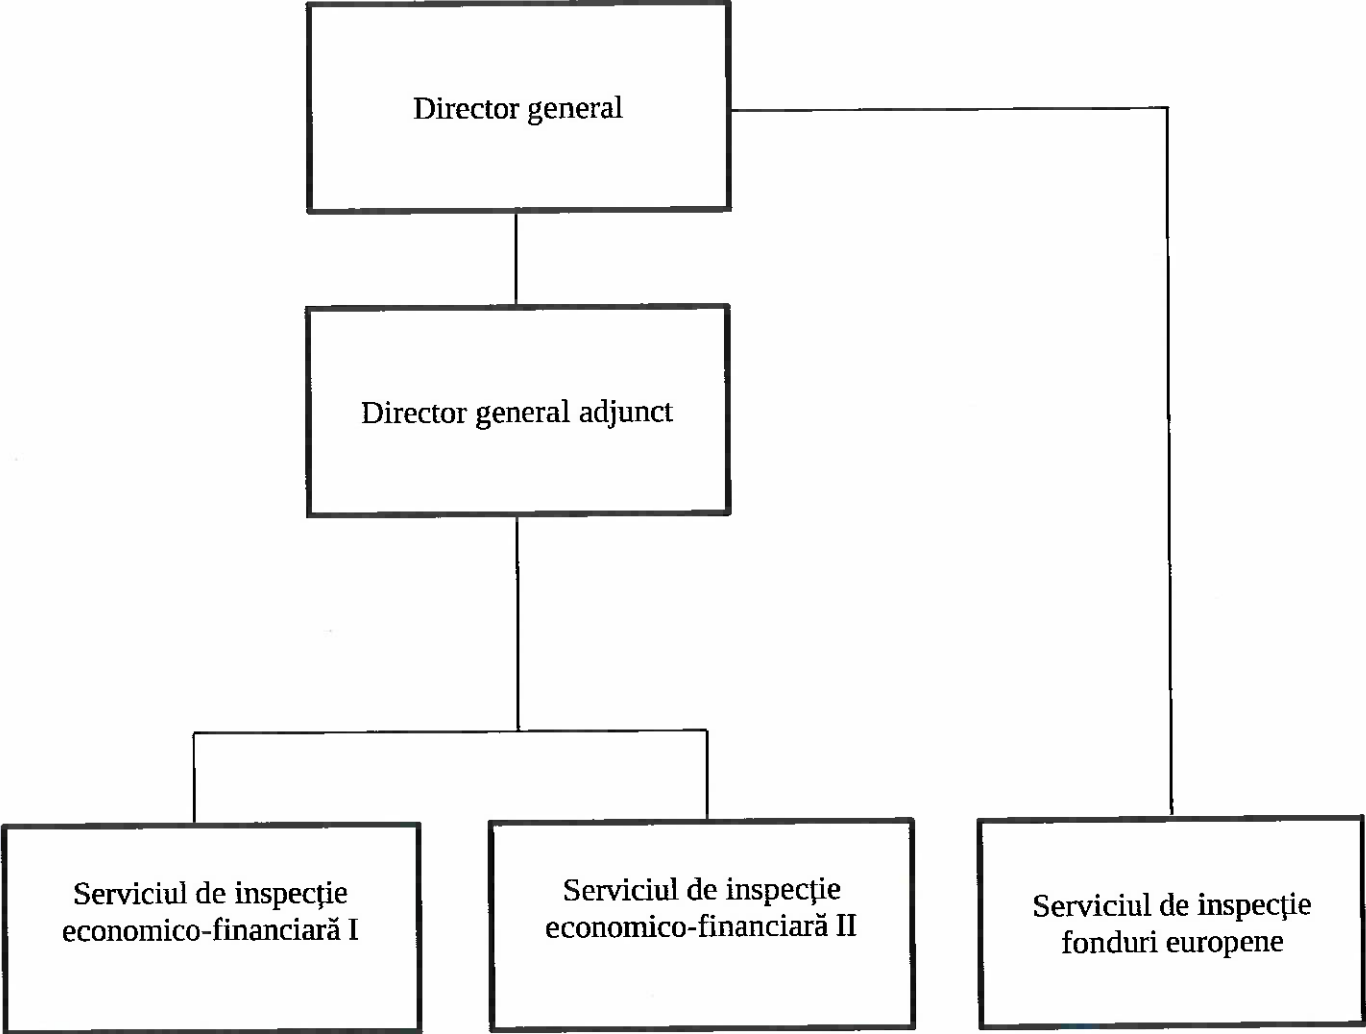 Director general
Director general adjunct
Serviciul de inspecție
economico-financiară I
Serviciul de inspecție
economico-financiară II
Serviciul de inspecție
fonduri europene